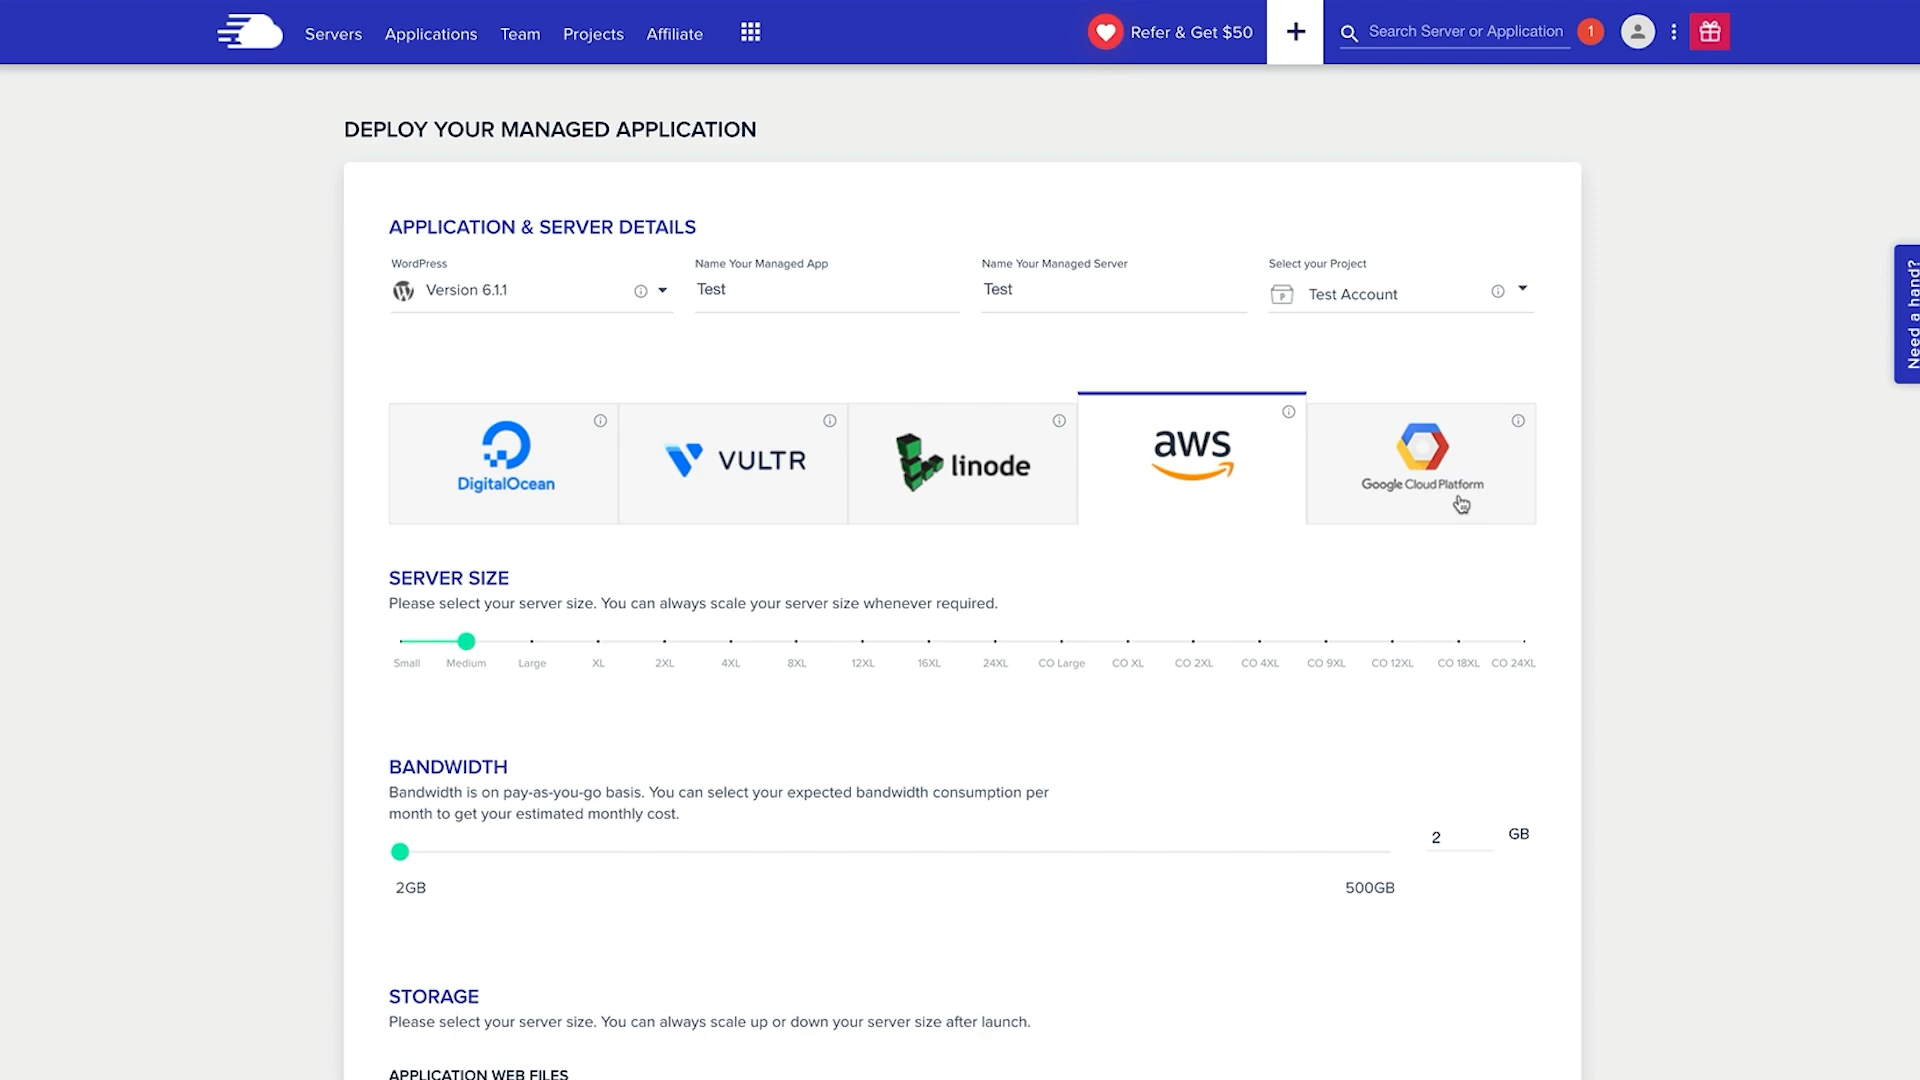 Servers Applications Team Projects Affiliate Refer & Get $50 + Search Server or Application 1
DEPLOY YOUR MANAGED APPLICATION
APPLICATION & SERVER DETAILS
WordPress Name Your Managed App Name Your Managed Server Select your Project
Version 6.1.1 Test Test P Test Account
Need a hand?
DigitalOcean VULTR linode aws Google Cloud Platform
SERVER SIZE
Please select your server size. You can always scale your server size whenever required.
Small Medium Large XL 2XL 4XL 8XL 12XL 16XL 24XL CO Large CO XL CO 2XL CO 4XL CO 9XL CO 12XL CO 18XL CO 24XL
BANDWIDTH
Bandwidth is on pay-as-you-go basis. You can select your expected bandwidth consumption per
month to get your estimated monthly cost.
2 GB
2GB 500GB
STORAGE
Please select your server size. You can always scale up or down your server size after launch.
APPLICATION WEB FILES